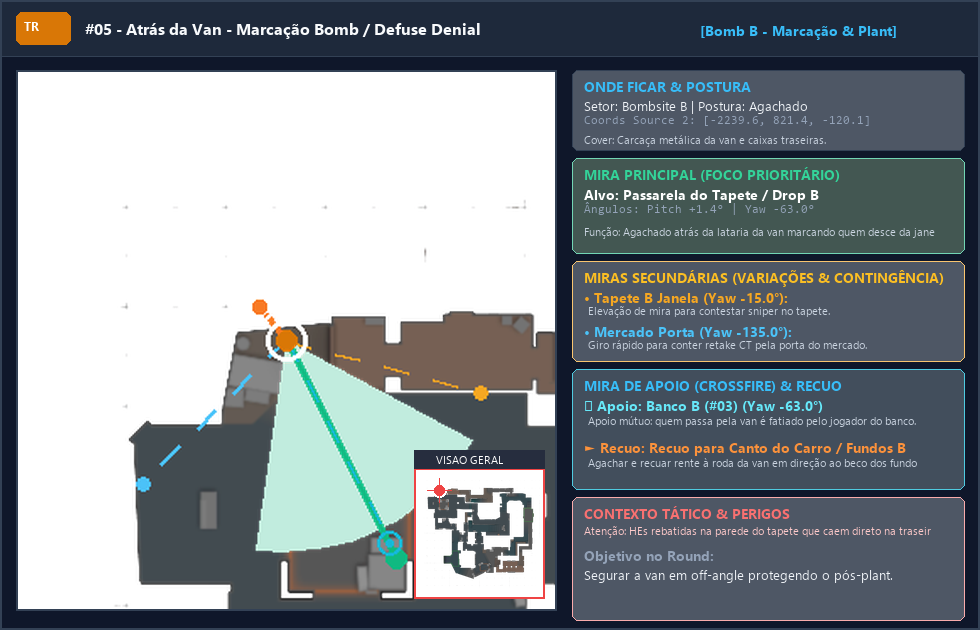 TR
#05 - Atrás da Van - Marcação Bomb / Defuse Denial
[Bomb B - Marcação & Plant]
VISAO GERAL
ONDE FICAR & POSTURA
Setor: Bombsite B | Postura: Agachado
Coords Source 2: [-2239.6, 821.4, -120.1]
Cover: Carcaça metálica da van e caixas traseiras.
MIRA PRINCIPAL (FOCO PRIORITÁRIO)
Alvo: Passarela do Tapete / Drop B
Ângulos: Pitch +1.4º | Yaw -63.0º
Função: Agachado atrás da lataria da van marcando quem desce da jane
MIRAS SECUNDÁRIAS (VARIAÇÕES & CONTINGÊNCIA)
• Tapete B Janela (Yaw -15.0°):
Elevação de mira para contestar sniper no tapete.
• Mercado Porta (Yaw -135.0°):
Giro rápido para conter retake CT pela porta do mercado.
MIRA DE APOIO (CROSSFIRE) & RECUO
Apoio: Banco B (#03) (Yaw -63.0°)
Apoio mútuo: quem passa pela van é fatiado pelo jogador do banco.
► Recuo: Recuo para Canto do Carro / Fundos B
Agachar e recuar rente à roda da van em direção ao beco dos fundo
CONTEXTO TÁTICO & PERIGOS
Atenção: HEs rebatidas na parede do tapete que caem direto na traseir
Objetivo no Round:
Segurar a van em off-angle protegendo o pós-plant.